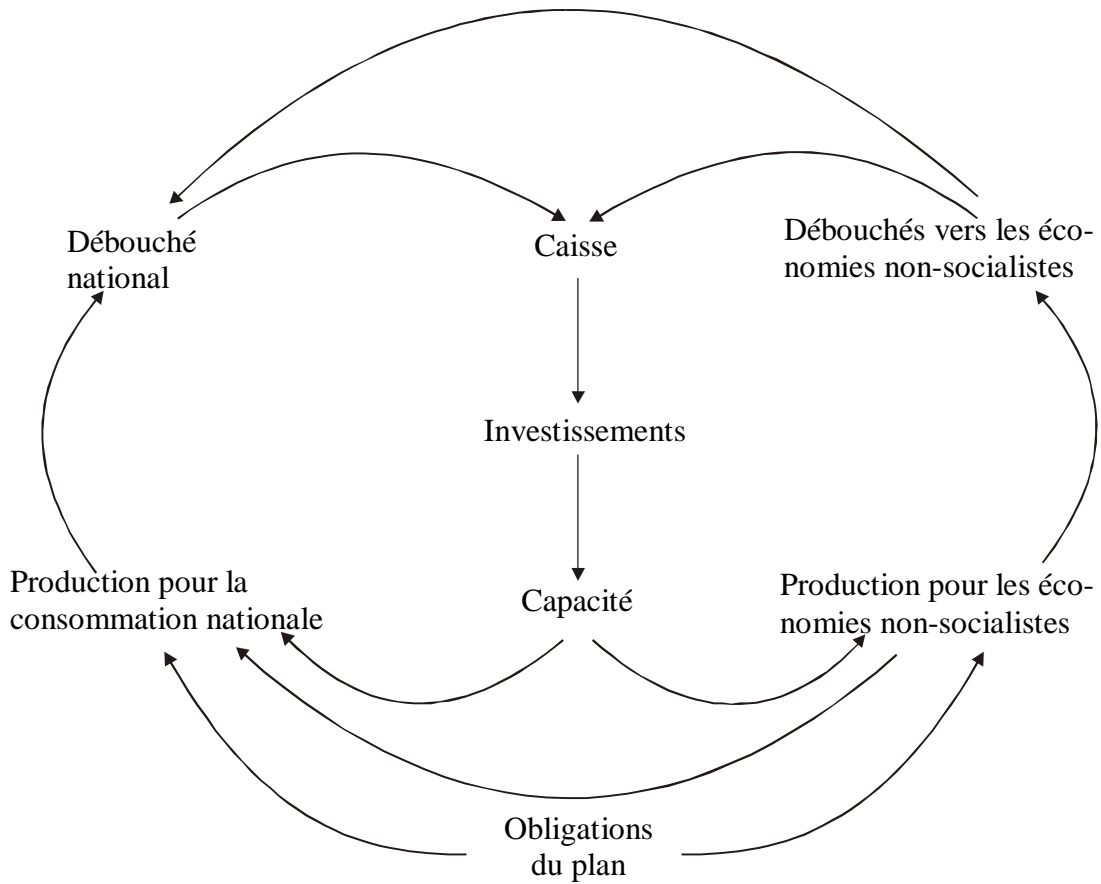 Débouché
national
Caisse
Débouchés vers les éco-
nomies non-socialistes
Investissements
Production pour la
consommation nationale
Capacité
Production pour les éco-
nomies non-socialistes
Obligations
du plan